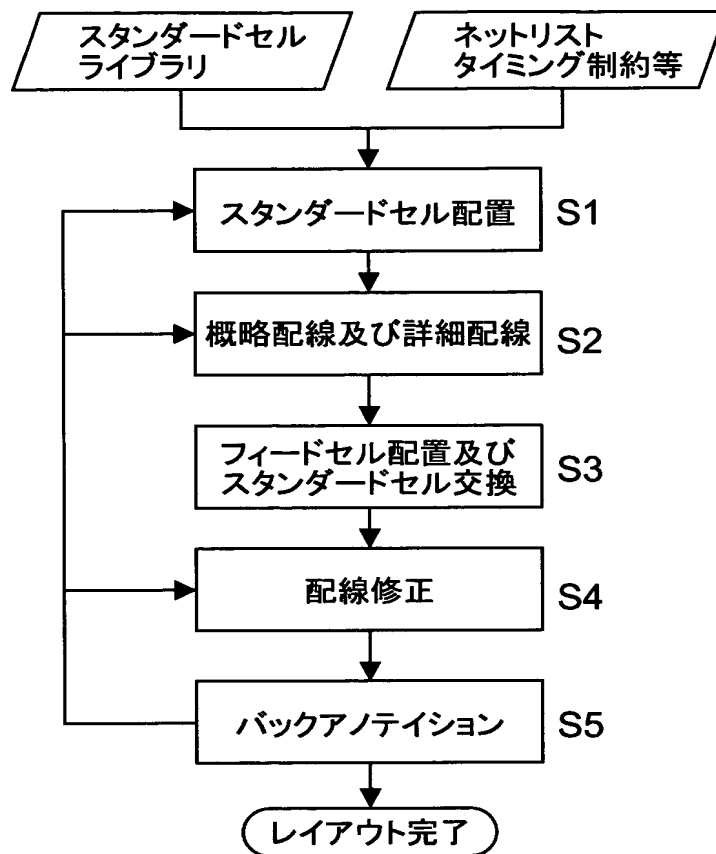 スタンダードセル
ライブラリ
ネットリスト
タイミング制約等
スタンダードセル配置
S1
概略配線及び詳細配線
S2
フィードセル配置及び
スタンダードセル交換
S3
配線修正
S4
バックアノテイション
S5
レイアウト完了